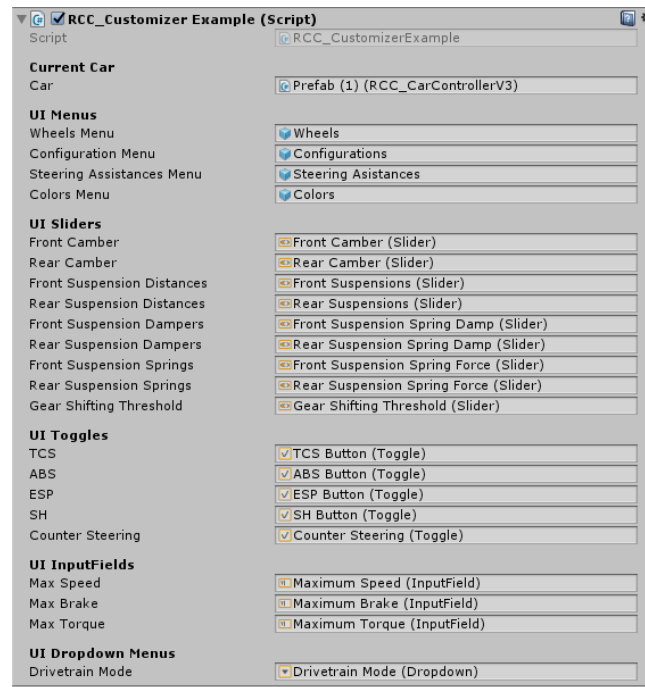 RCC_Customizer Example (Script)
Script RCC_CustomizerExample
Current Car
Car Prefab (1) (RCC_CarControllerV3)
UI Menus
Wheels Menu Wheels
Configuration Menu Configurations
Steering Assistances Menu Steering Asistances
Colors Menu Colors
UI Sliders
Front Camber Front Camber (Slider)
Rear Camber Rear Camber (Slider)
Front Suspension Distances Front Suspensions (Slider)
Rear Suspension Distances Rear Suspensions (Slider)
Front Suspension Dampers Front Suspension Spring Damp (Slider)
Rear Suspension Dampers Rear Suspension Spring Damp (Slider)
Front Suspension Springs Front Suspension Spring Force (Slider)
Rear Suspension Springs Rear Suspension Spring Force (Slider)
Gear Shifting Threshold Gear Shifting Threshold (Slider)
UI Toggles
TCS TCS Button (Toggle)
ABS ABS Button (Toggle)
ESP ESP Button (Toggle)
SH SH Button (Toggle)
Counter Steering Counter Steering (Toggle)
UI InputFields
Max Speed Maximum Speed (InputField)
Max Brake Maximum Brake (InputField)
Max Torque Maximum Torque (InputField)
UI Dropdown Menus
Drivetrain Mode Drivetrain Mode (Dropdown)